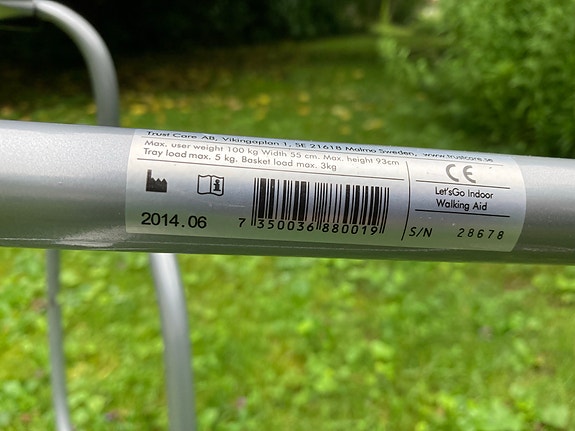 Trust Care AB, Vikingaplan 1, SE 21618 Malmo Sweden, www.trustcare.se
Max. user weight 100 kg Width 55 cm. Max. height 93cm
Tray load max. 5 kg. Basket load max. 3kg
CE
Let'sGo Indoor
Walking Aid
2014.06
7 350036 880019
S/N 28678